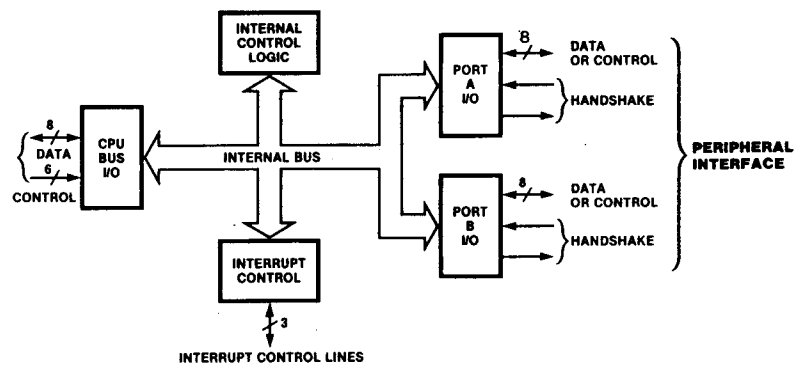 INTERNAL
CONTROL
LOGIC
8
DATA
6
CONTROL
CPU
BUS
I/O
INTERNAL BUS
INTERRUPT
CONTROL
3
INTERRUPT CONTROL LINES
PORT
A
I/O
8
DATA
OR CONTROL
HANDSHAKE
PORT
B
I/O
8
DATA
OR CONTROL
HANDSHAKE
PERIPHERAL
INTERFACE